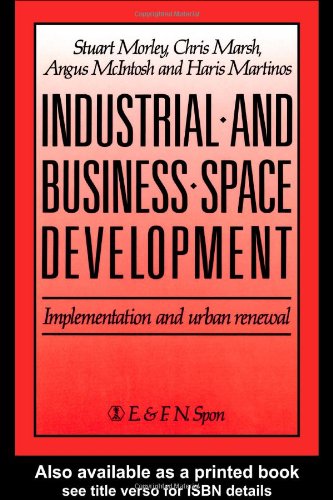 Stuart Morley, Chris Marsh,
Angus McIntosh and Haris Martinos
INDUSTRIAL·AND
BUSINESS·SPACE
DEVELOPMENT
Implementation and urban renewal
E. & F. N. Spon
Also available as a printed book
see title verso for ISBN details